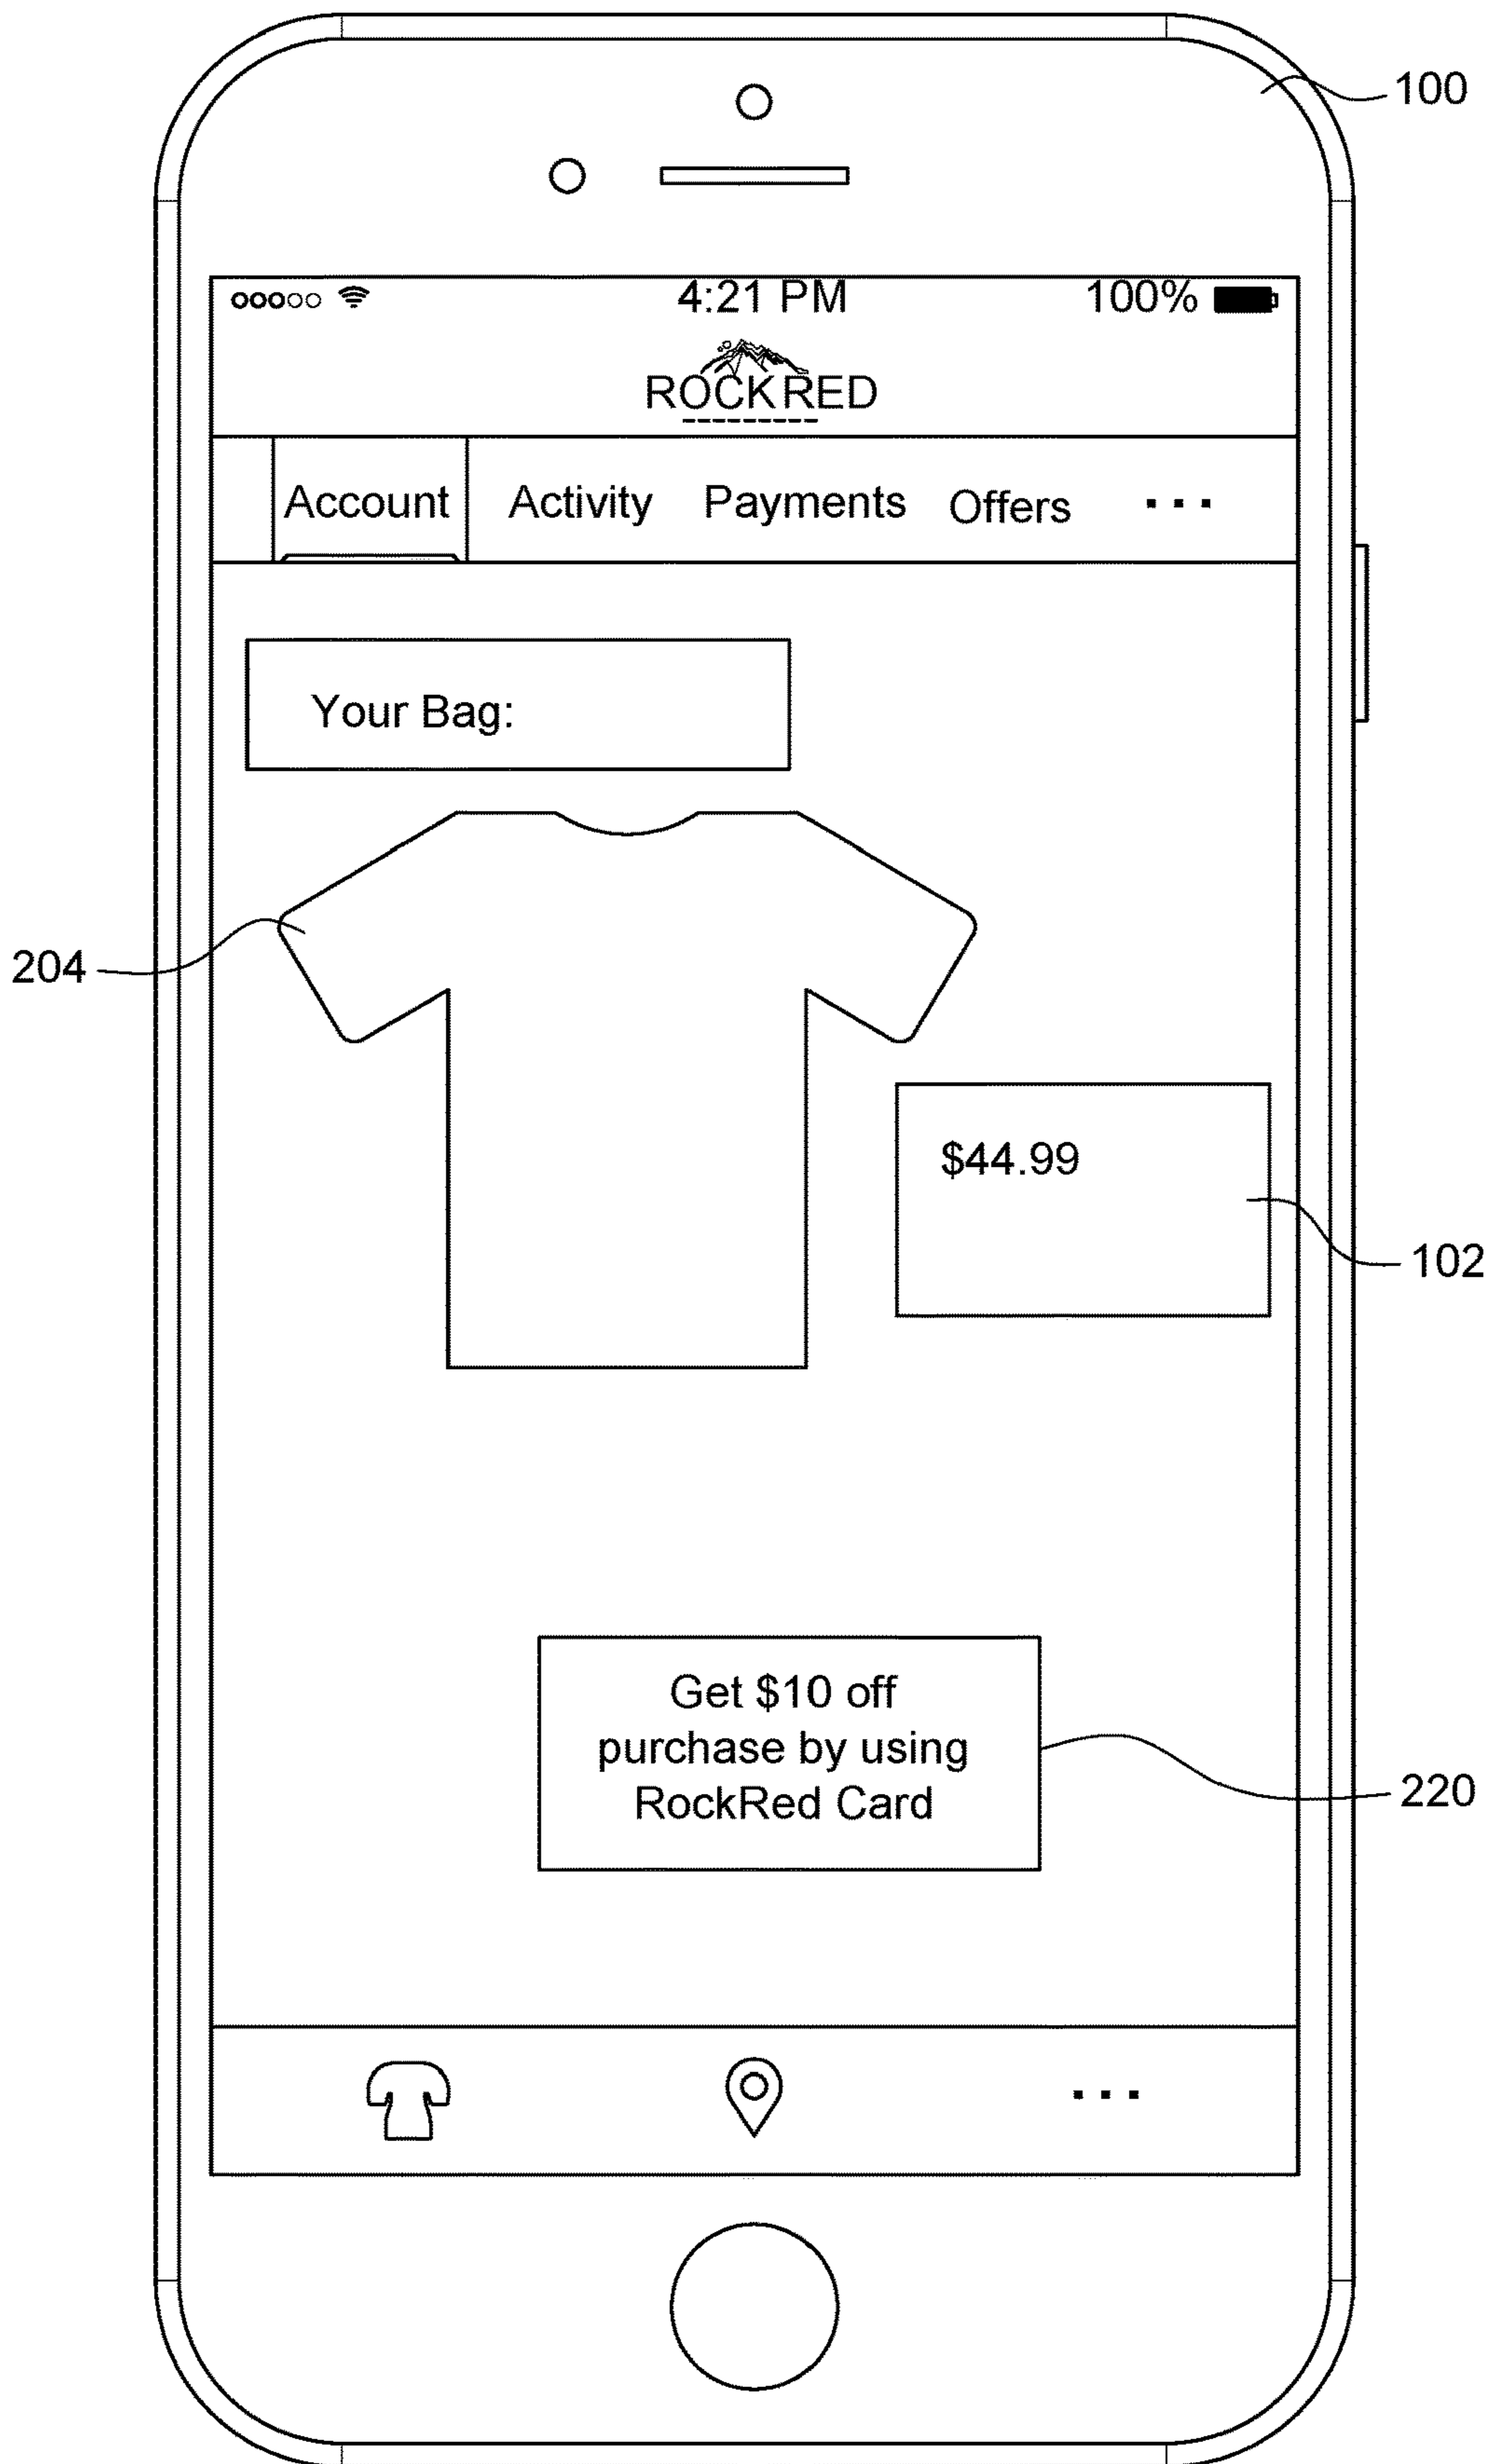 100
4:21 PM 100%
ROCKRED
Account Activity Payments Offers ...
Your Bag:
204
$44.99
102
Get $10 off
purchase by using
RockRed Card
220
...